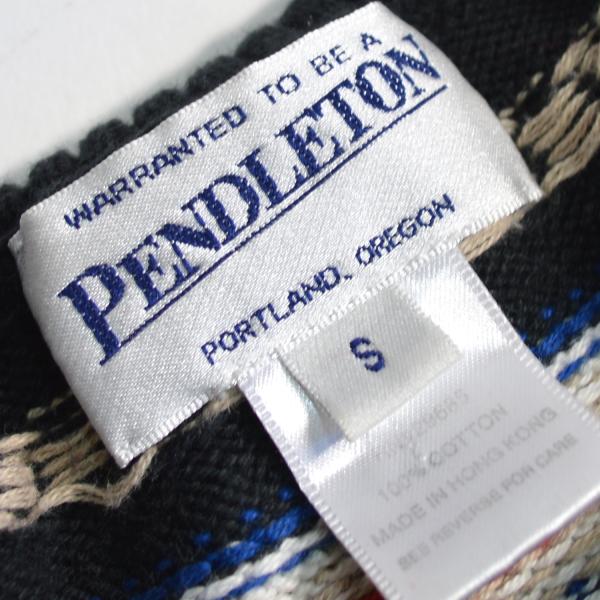 WARRANTED TO BE A
PENDLETON
PORTLAND, OREGON
S
100% COTTON
MADE IN HONG KONG
SEE REVERSE FOR CARE